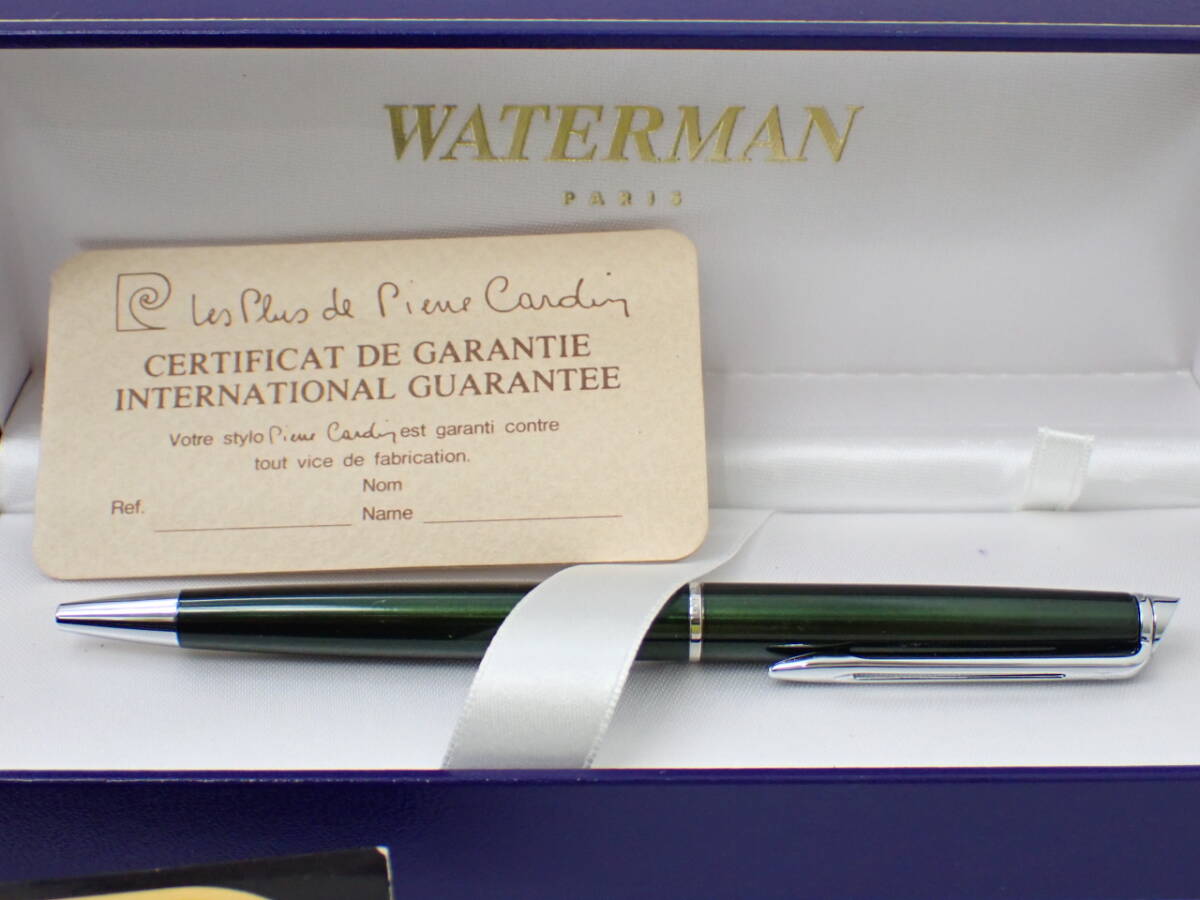 WATERMAN
PARIS
Les Plus de Pierre Cardin
CERTIFICAT DE GARANTIE
INTERNATIONAL GUARANTEE
Votre stylo Pierre Cardin est garanti contre
tout vice de fabrication.
Nom
Ref. Name